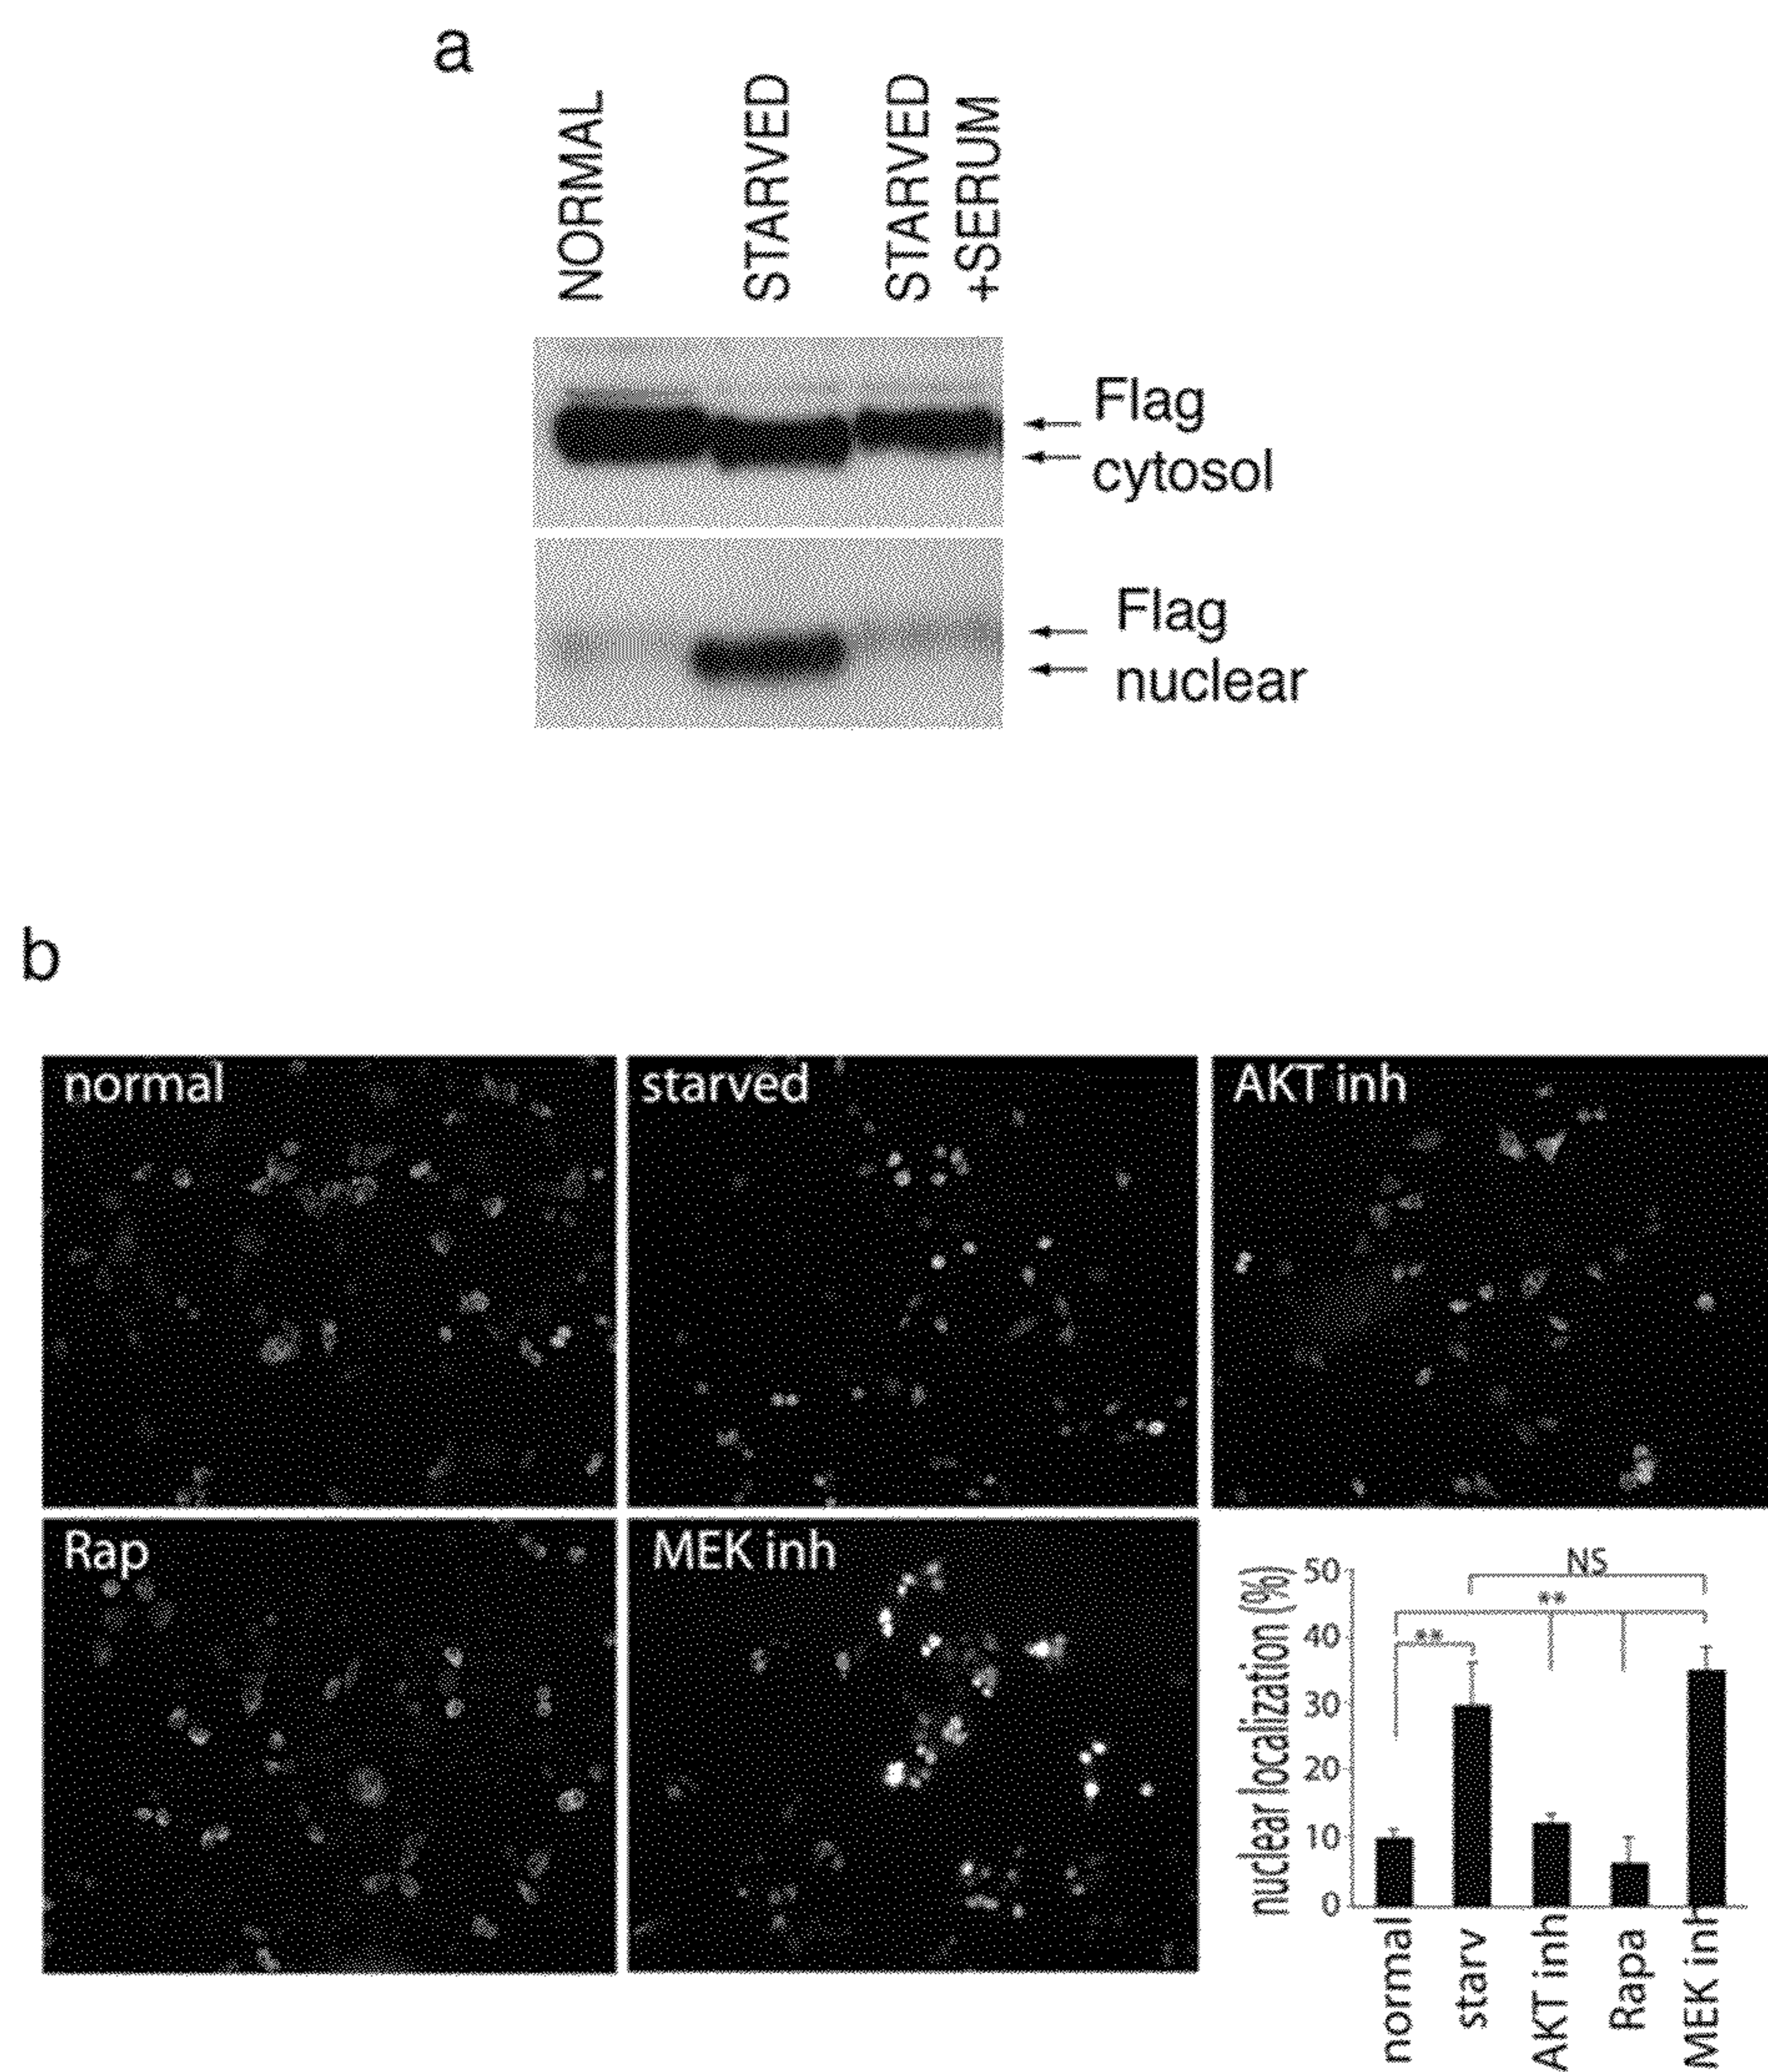 a
NORMAL
STARVED
STARVED
+SERUM
Flag
cytosol
Flag
nuclear
b
normal
starved
AKT inh
Rap
MEK inh
nuclear localization (%)
50
40
30
20
10
0
NS
**
**
normal
starv
AKT inh
Rapa
MEK inh